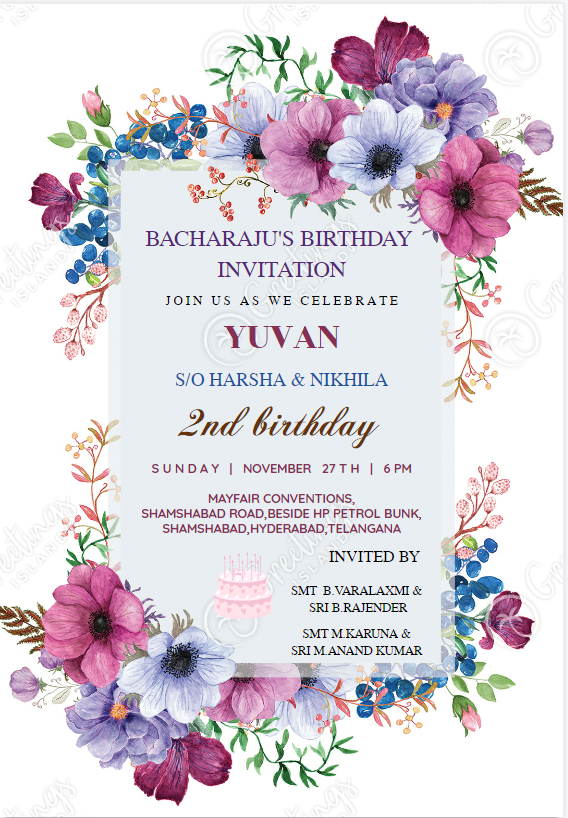 BACHARAJU'S BIRTHDAY
INVITATION
JOIN US AS WE CELEBRATE
YUVAN
S/O HARSHA & NIKHILA
2nd birthday
SUNDAY | NOVEMBER 27TH | 6 PM
MAYFAIR CONVENTIONS,
SHAMSHABAD ROAD,BESIDE HP PETROL BUNK,
SHAMSHABAD,HYDERABAD,TELANGANA
INVITED BY
SMT B.VARALAXMI &
SRI B.RAJENDER
SMT M.KARUNA &
SRI M.ANAND KUMAR
Greetings
ISLAND